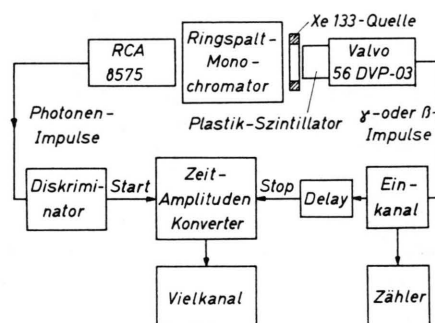 Xe 133-Quelle
RCA
8575
Ringspalt-
Mono-
chromator
Valvo
56 DVP-03
Plastik-Szintillator
Photonen-
Impulse
γ-oder β-
Impulse
Diskrimi-
nator
Start
Zeit-
Amplituden
Konverter
Stop
Delay
Ein-
kanal
Vielkanal
Zähler